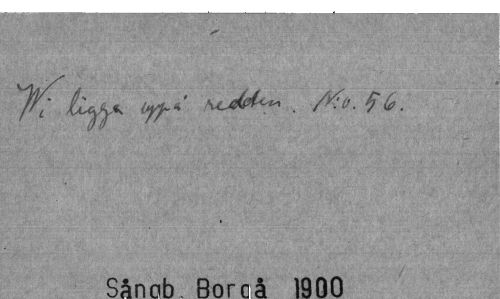 Wi ligga uppå redden. N:o. 56.
Sångb. Borgå 1900